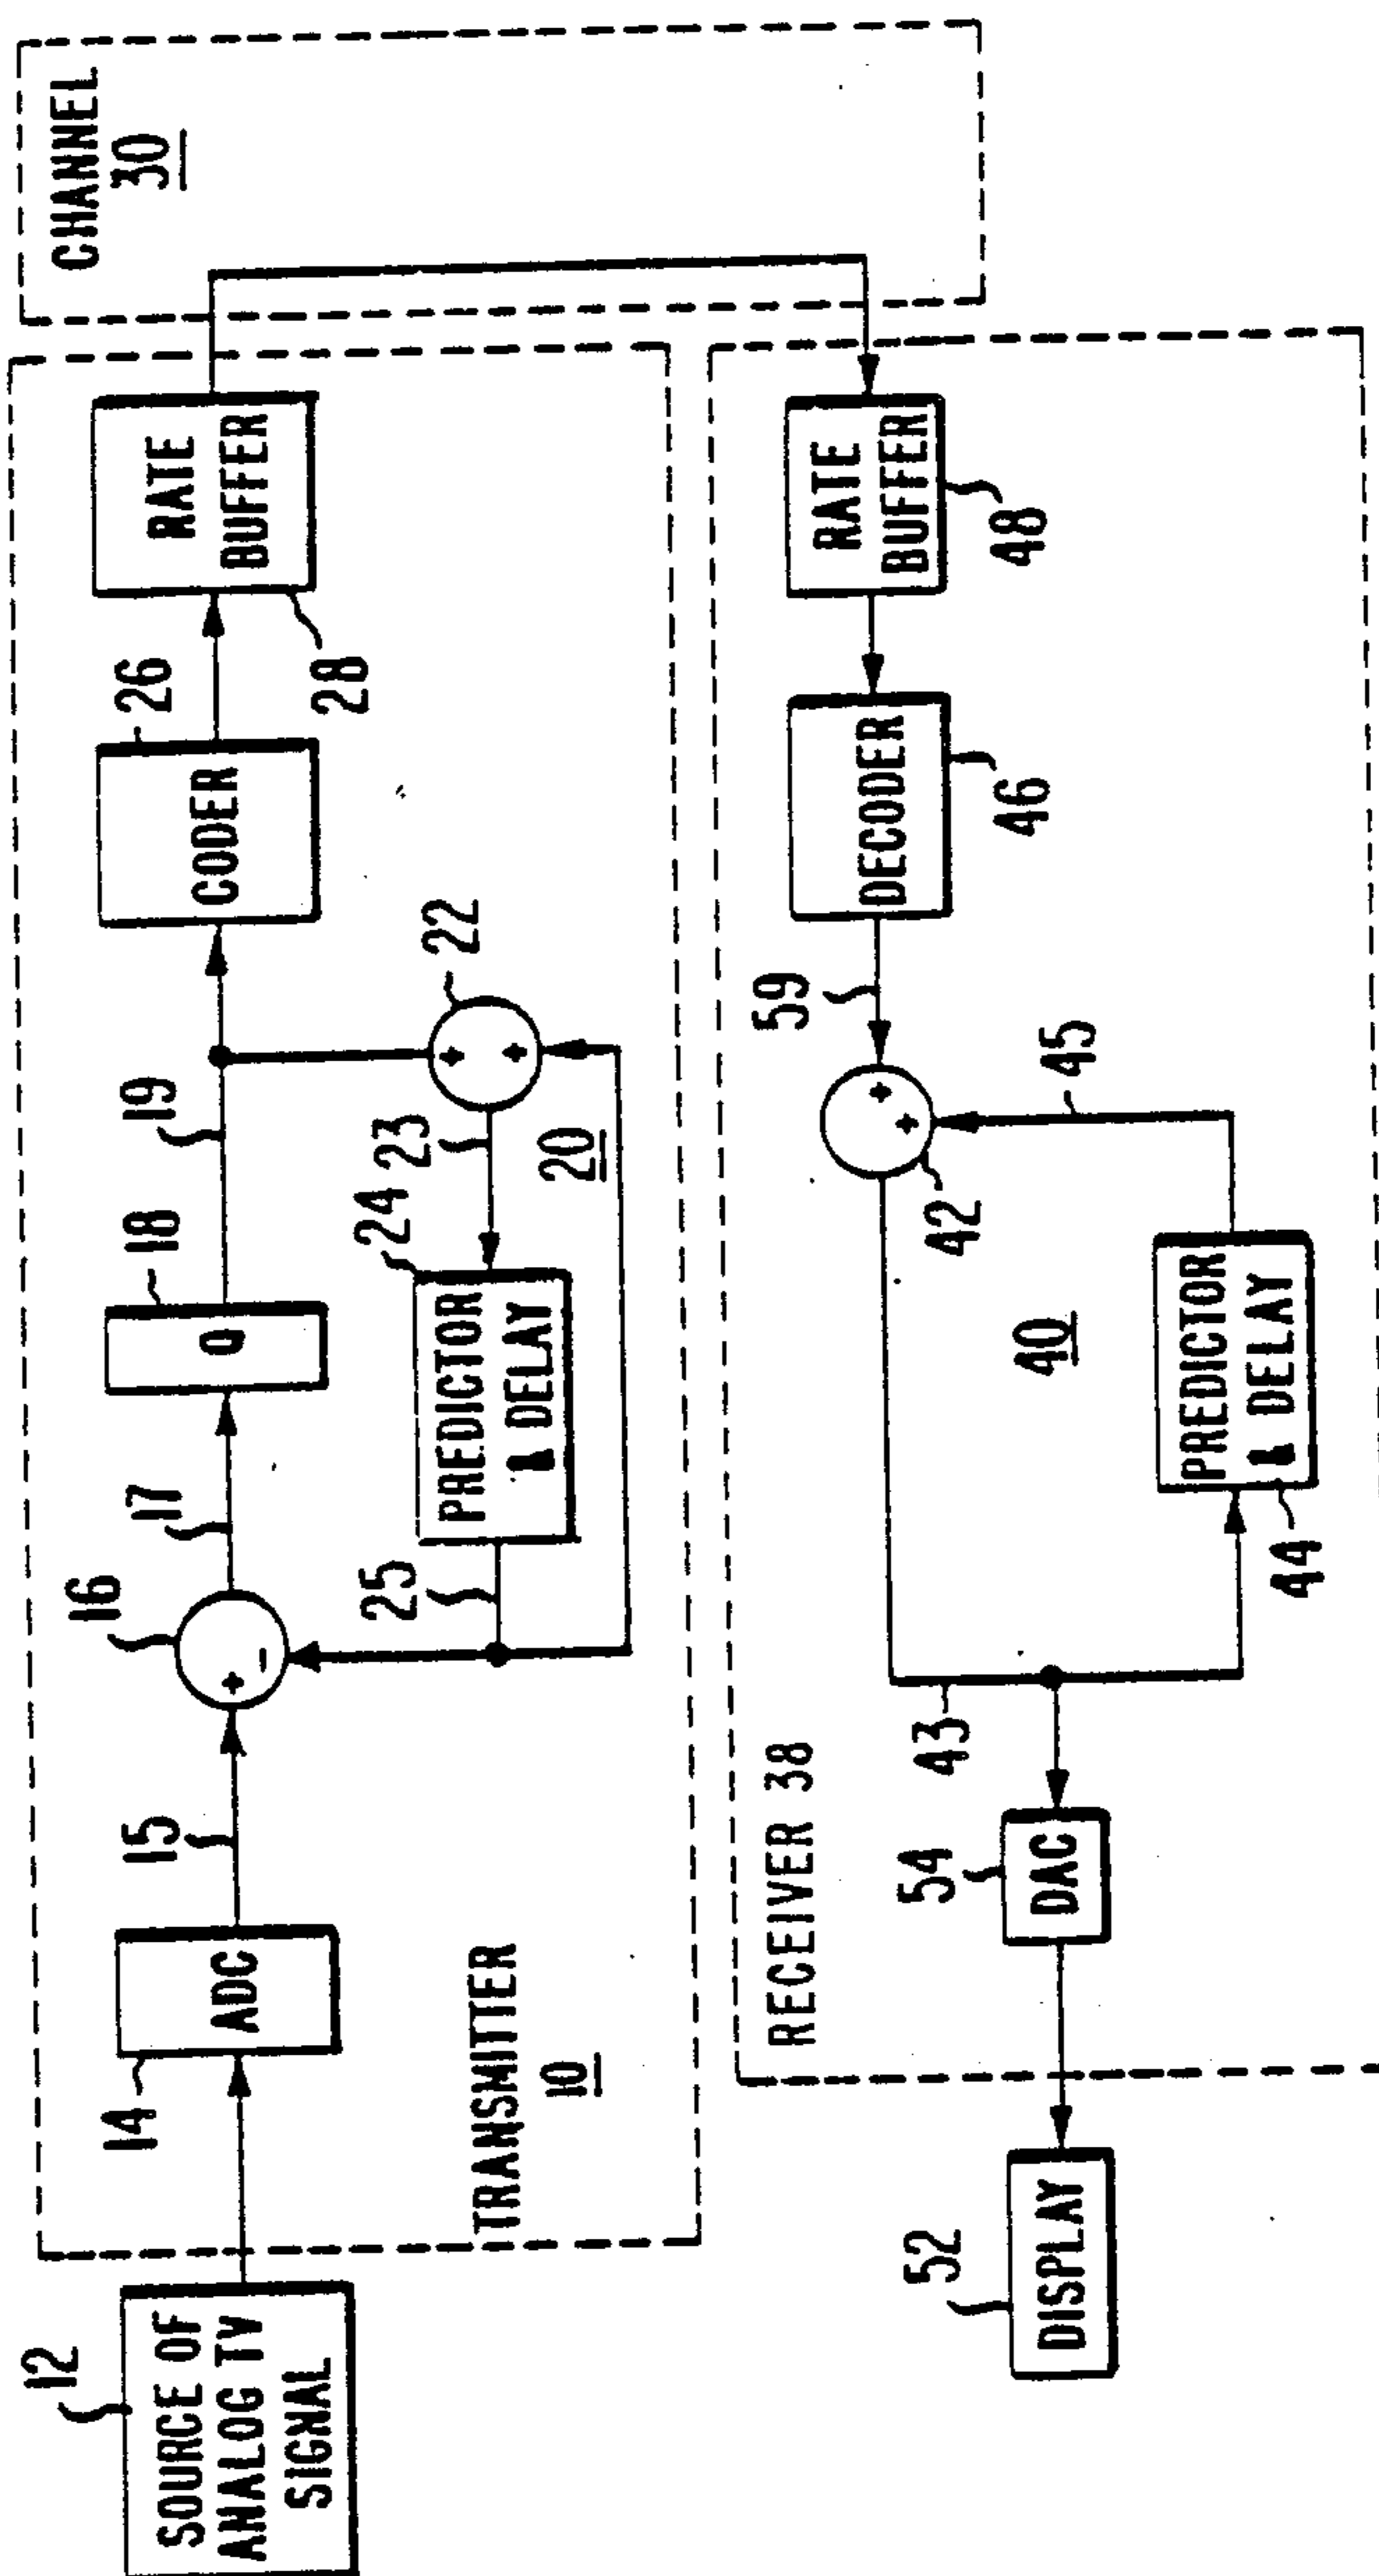 12
SOURCE OF
ANALOG TV
SIGNAL
14
ADC
15
16
+
-
17
18
Q
19
26
CODER
28
RATE
BUFFER
22
+
+
23
20
24
PREDICTOR
& DELAY
25
TRANSMITTER
10
CHANNEL
30
RECEIVER 38
RATE
BUFFER
48
DECODER
46
59
+
+
42
45
40
PREDICTOR
& DELAY
44
43
54
DAC
52
DISPLAY